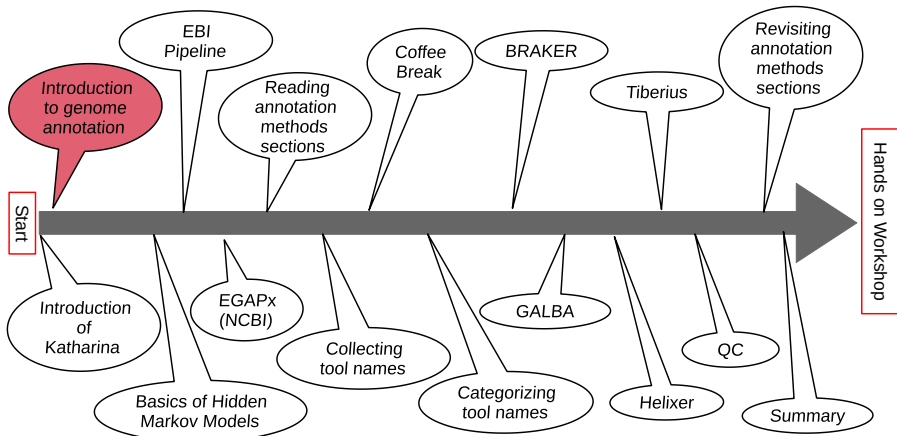 Start
Introduction
of
Katharina
Introduction
to genome
annotation
Basics of Hidden
Markov Models
EBI
Pipeline
EGAPx
(NCBI)
Reading
annotation
methods
sections
Collecting
tool names
Coffee
Break
Categorizing
tool names
BRAKER
GALBA
Helixer
Tiberius
QC
Revisiting
annotation
methods
sections
Summary
Hands on Workshop